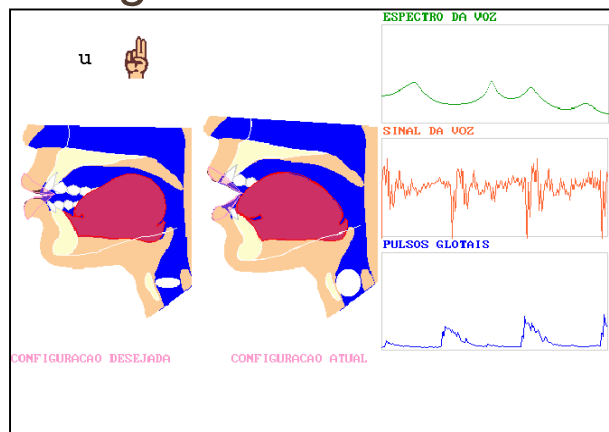 u
ESPECTRO DA VOZ
SINAL DA VOZ
PULSOS GLOTAIS
CONFIGURACAO DESEJADA
CONFIGURACAO ATUAL